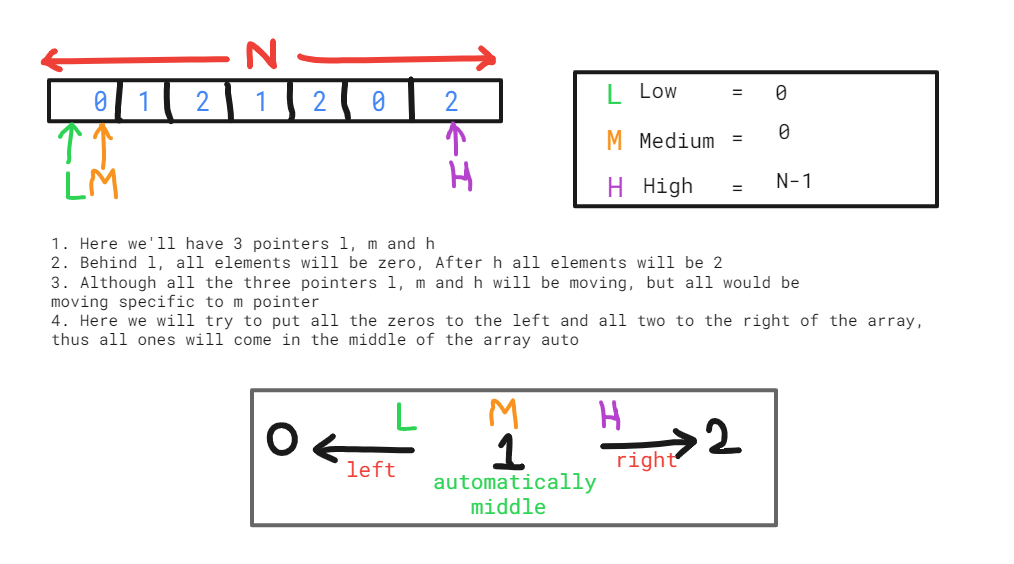 N
0 1 2 1 2 0 2
L M H
L Low = 0
M Medium = 0
H High = N-1
1. Here we'll have 3 pointers l, m and h
2. Behind l, all elements will be zero, After h all elements will be 2
3. Although all the three pointers l, m and h will be moving, but all would be
moving specific to m pointer
4. Here we will try to put all the zeros to the left and all two to the right of the array,
thus all ones will come in the middle of the array auto
L M H
0 1 2
left right
automatically
middle